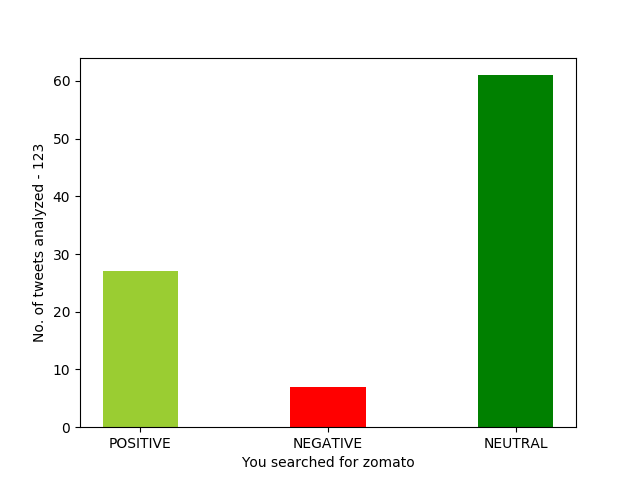 No. of tweets analyzed - 123
60
50
40
30
20
10
0
POSITIVE NEGATIVE NEUTRAL
You searched for zomato